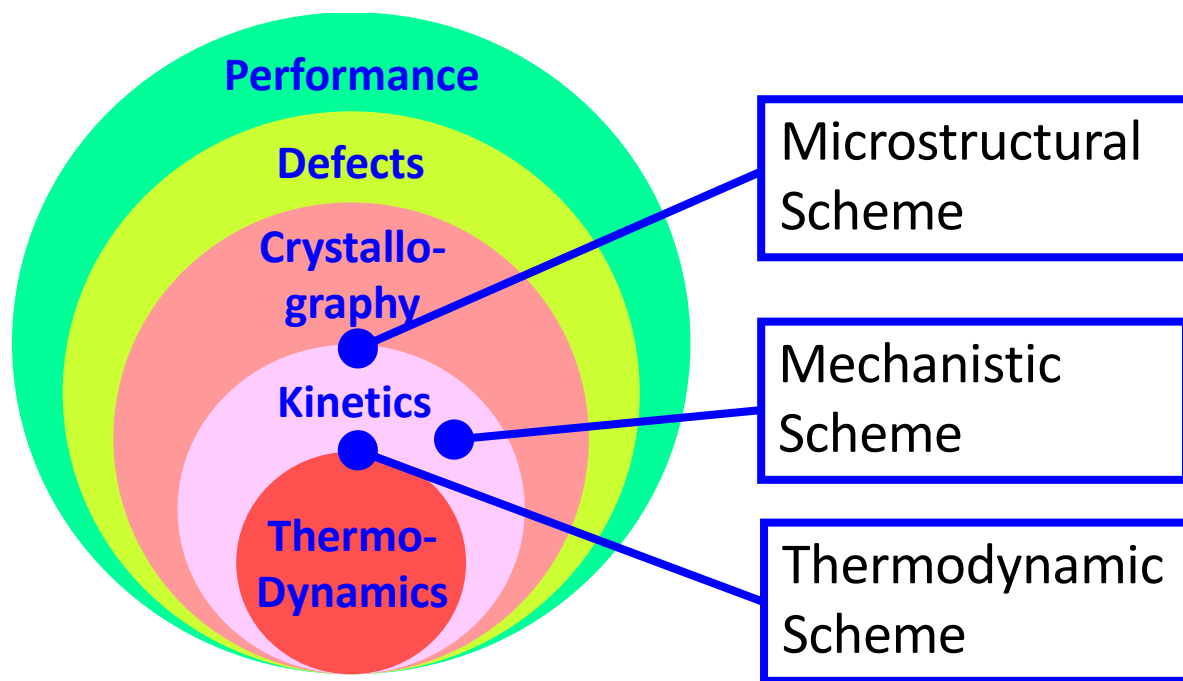 Performance
Defects
Crystallo-
graphy
Kinetics
Thermo-
Dynamics
Microstructural
Scheme
Mechanistic
Scheme
Thermodynamic
Scheme